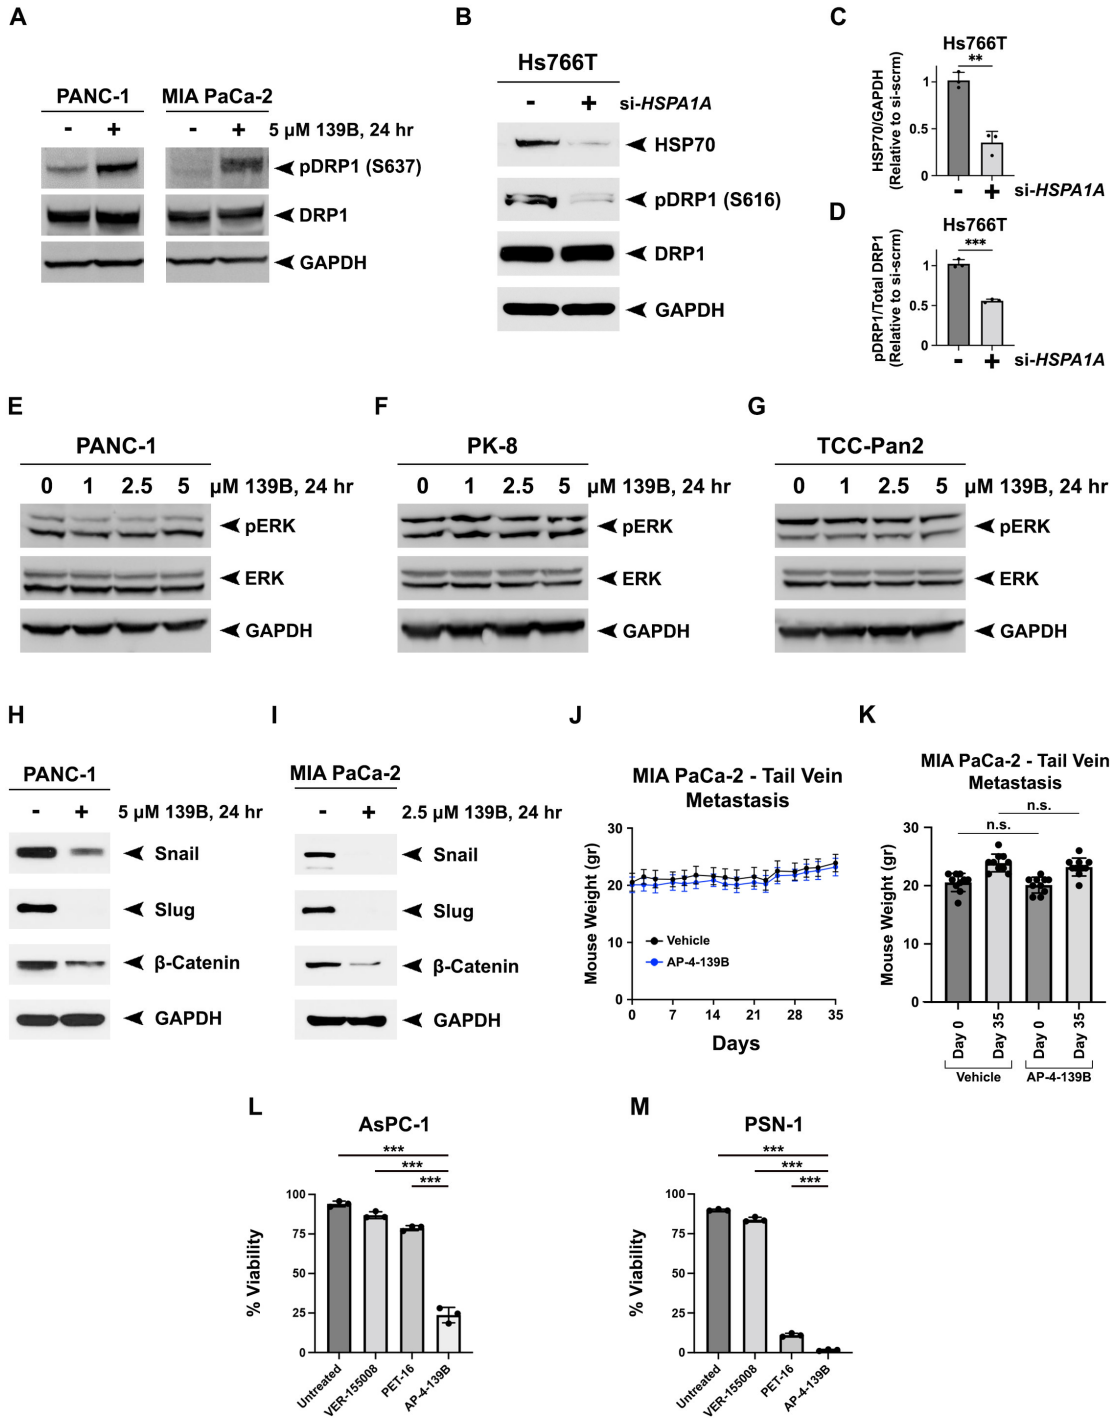 A
PANC-1 MIA PaCa-2
- + - + 5 µM 139B, 24 hr
pDRP1 (S637)
DRP1
GAPDH
B
Hs766T
- + si-HSPA1A
HSP70
pDRP1 (S616)
DRP1
GAPDH
C
Hs766T
**
HSP70/GAPDH
(Relative to si-scrm)
1
0.5
0
- + si-HSPA1A
D
Hs766T
***
pDRP1/Total DRP1
(Relative to si-scrm)
1
0.5
0
- + si-HSPA1A
E
PANC-1
0 1 2.5 5 µM 139B, 24 hr
pERK
ERK
GAPDH
F
PK-8
0 1 2.5 5 µM 139B, 24 hr
pERK
ERK
GAPDH
G
TCC-Pan2
0 1 2.5 5 µM 139B, 24 hr
pERK
ERK
GAPDH
H
PANC-1
- + 5 µM 139B, 24 hr
Snail
Slug
β-Catenin
GAPDH
I
MIA PaCa-2
- + 2.5 µM 139B, 24 hr
Snail
Slug
β-Catenin
GAPDH
J
MIA PaCa-2 - Tail Vein
Metastasis
Mouse Weight (gr)
30
20
10
0
Vehicle
AP-4-139B
0 7 14 21 28 35
Days
K
MIA PaCa-2 - Tail Vein
Metastasis
n.s.
n.s.
Mouse Weight (gr)
30
20
10
0
Day 0 Day 35 Day 0 Day 35
Vehicle AP-4-139B
L
AsPC-1
***
***
***
% Viability
100
75
50
25
0
Untreated VER-155008 PET-16 AP-4-139B
M
PSN-1
***
***
***
% Viability
100
75
50
25
0
Untreated VER-155008 PET-16 AP-4-139B